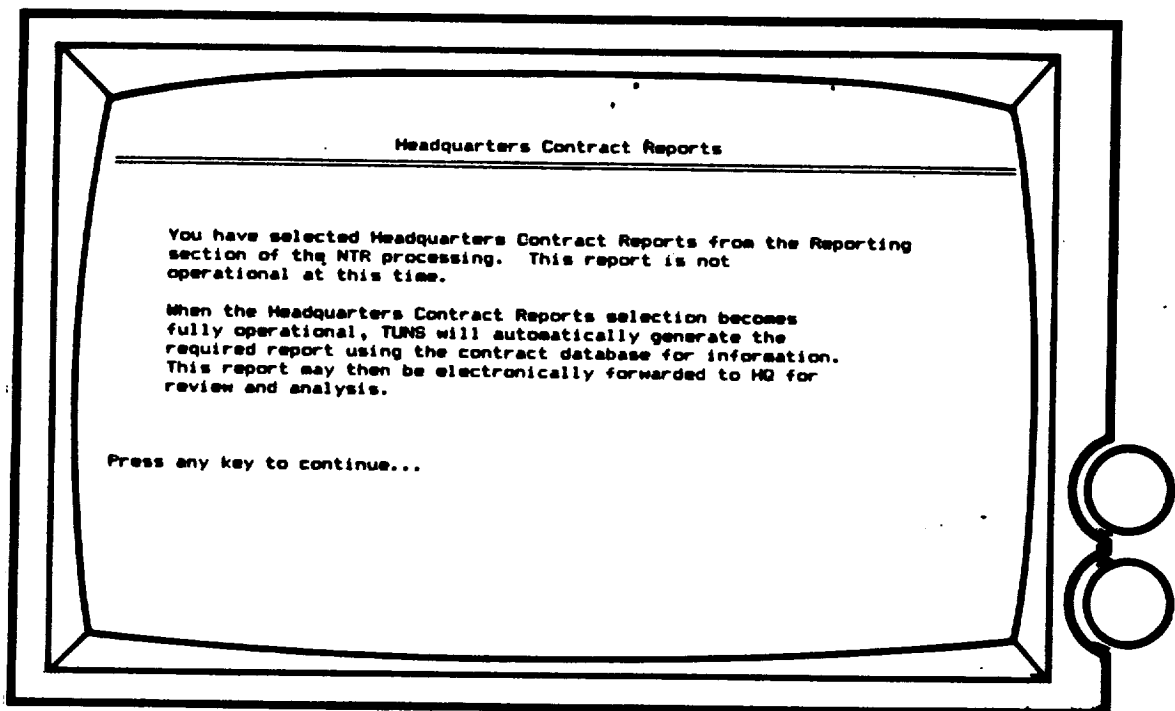 Headquarters Contract Reports
You have selected Headquarters Contract Reports from the Reporting
section of the NTR processing. This report is not
operational at this time.
When the Headquarters Contract Reports selection becomes
fully operational, TUNS will automatically generate the
required report using the contract database for information.
This report may then be electronically forwarded to HQ for
review and analysis.
Press any key to continue...